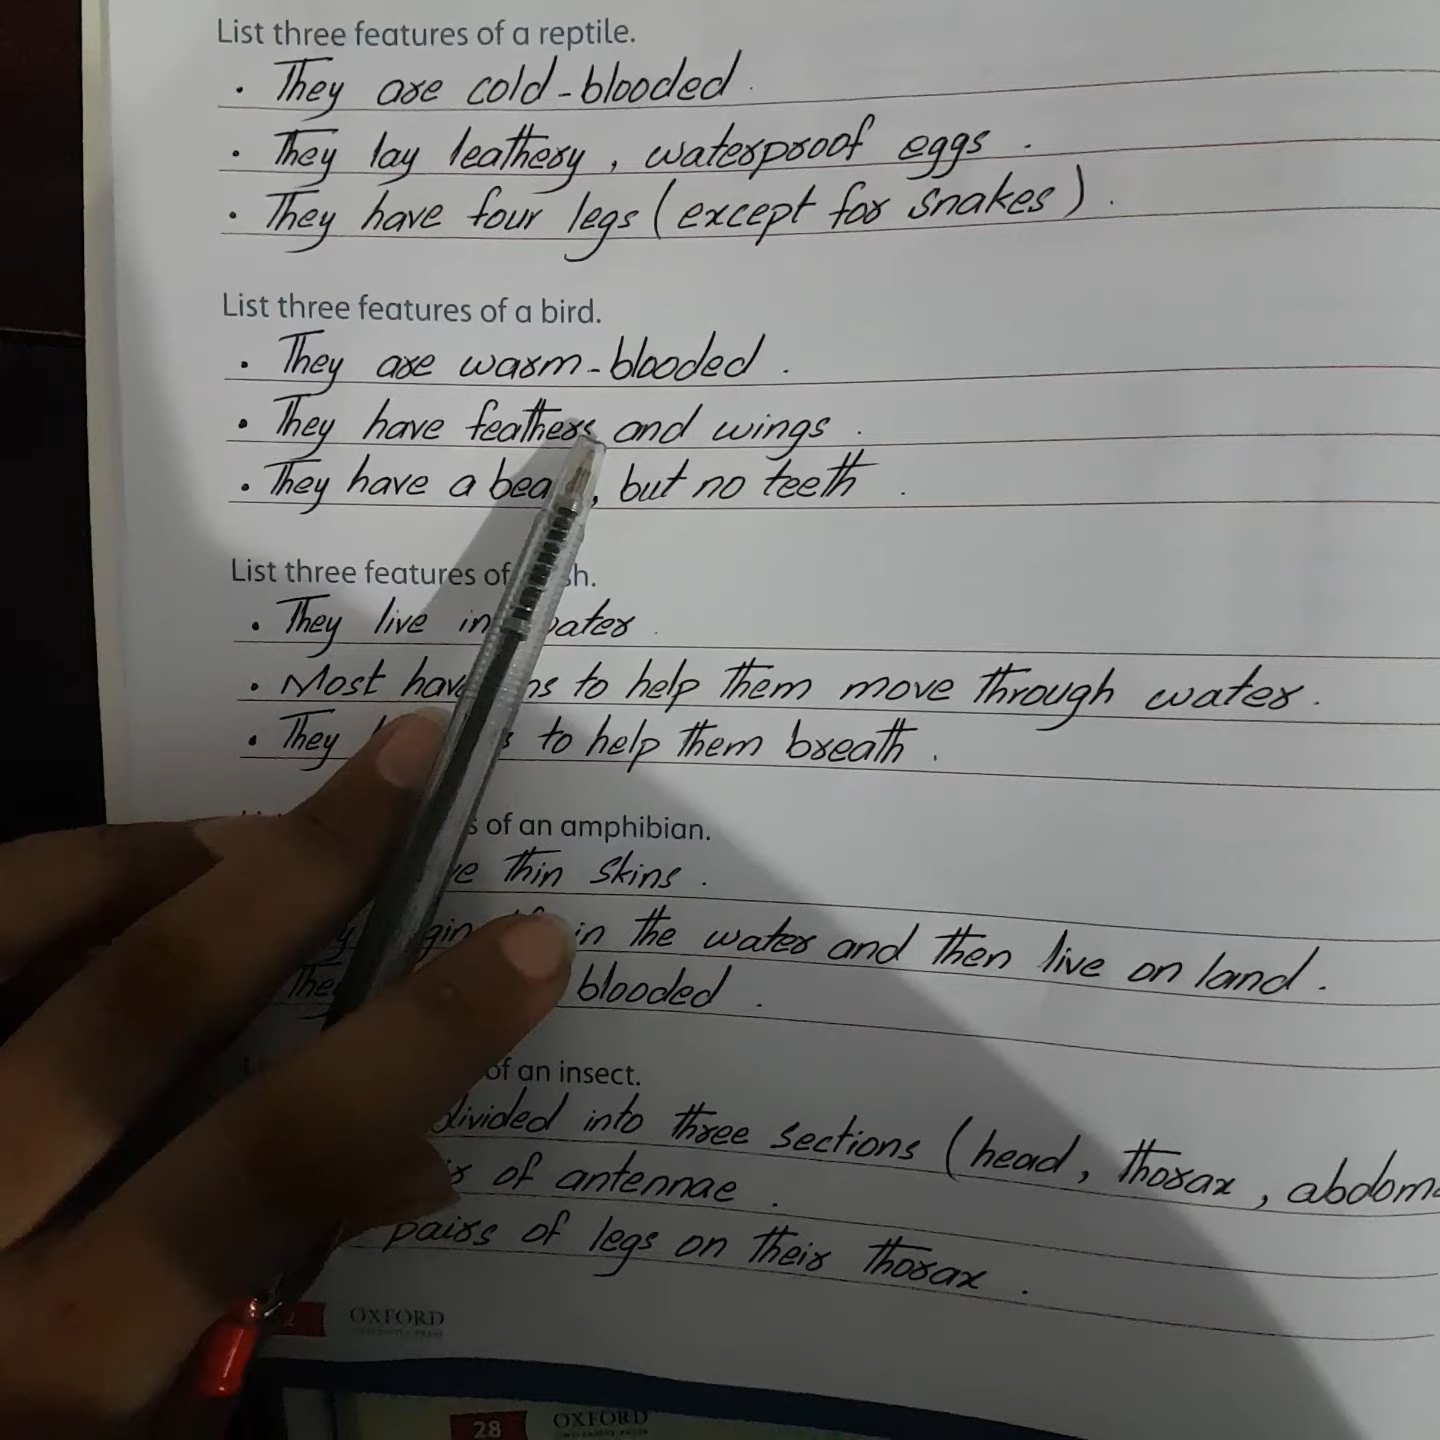 List three features of a reptile.
. They are cold-blooded.
. They lay leathery, waterproof eggs.
. They have four legs (except for snakes).
List three features of a bird.
. They are warm-blooded.
. They have feathers and wings.
. They have a , but no teeth.
List three features of
. They live in
. Most to help them move through water.
. They to help them breath.
of an amphibian.
thin skins.
in the water and then live on land.
blooded.
of an insect.
divided into three sections (head, thorax,
of antennae.
pairs of legs on their thorax.
OXFORD
28 OXFORD